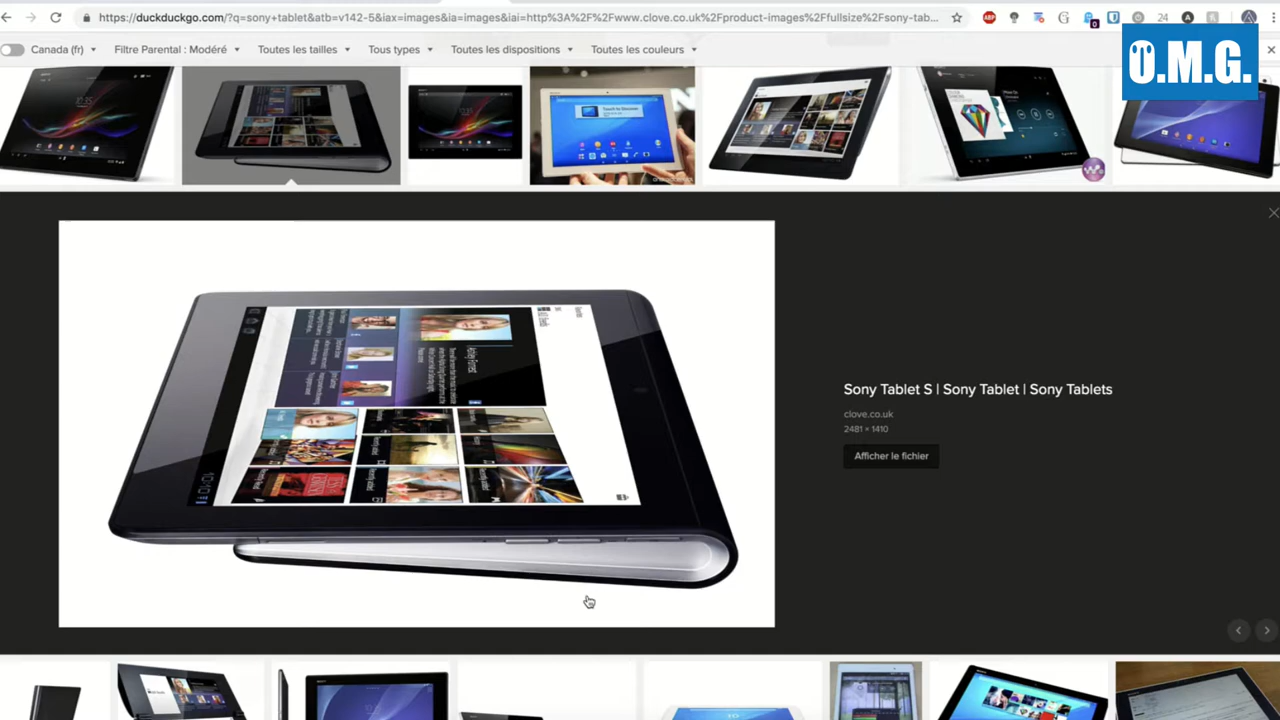 https://duckduckgo.com/?q=sony+tablet&atb=v142-5&iax=images&ia=images&iai=http%3A%2F%2Fwww.clove.co.uk%2Fproduct-images%2Ffullsize%2Fsony-tab...
Canada (fr)
Filtre Parental : Modéré
Toutes les tailles
Tous types
Toutes les dispositions
Toutes les couleurs
O.M.G.
Sony Tablet S | Sony Tablet | Sony Tablets
clove.co.uk
2481 × 1410
Afficher le fichier